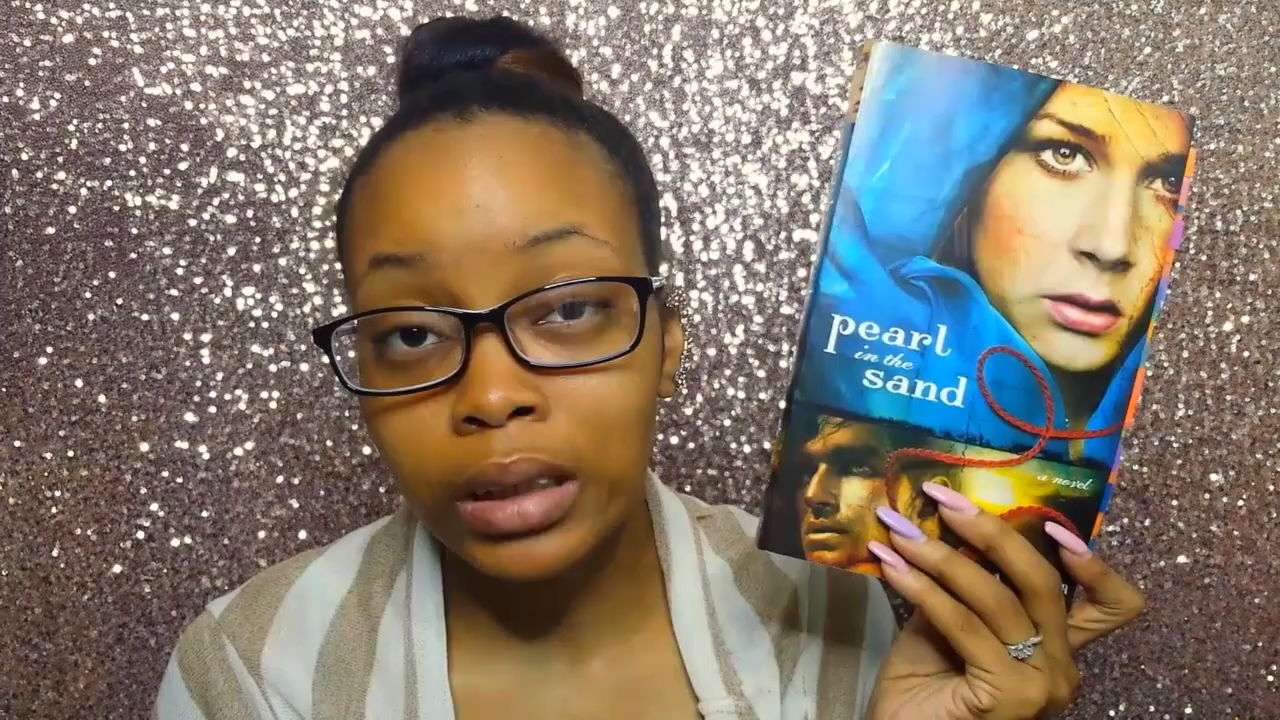 pearl
in the
sand
a novel